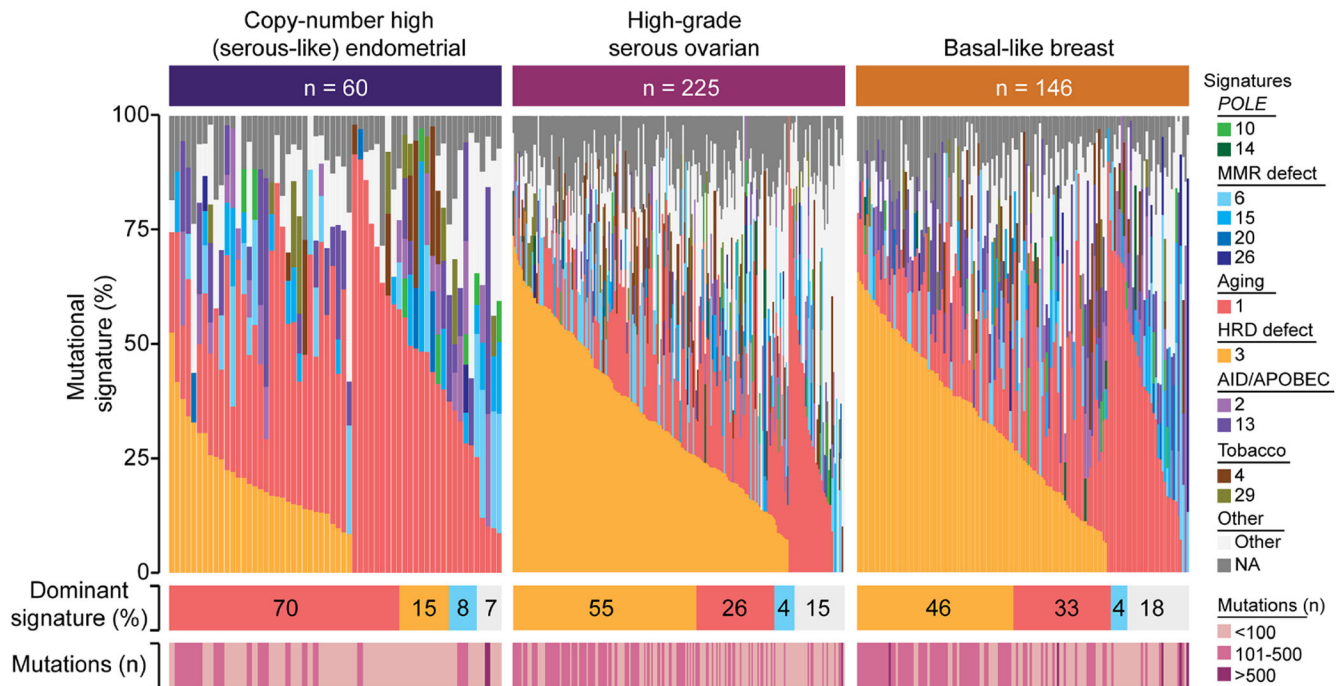 Copy-number high
(serous-like) endometrial
High-grade
serous ovarian
Basal-like breast
n = 60
n = 225
n = 146
Mutational
signature (%)
100
75
50
25
0
Dominant
signature (%)
70 15 8 7
55 26 4 15
46 33 4 18
Mutations (n)
Signatures
POLE
10
14
MMR defect
6
15
20
26
Aging
1
HRD defect
3
AID/APOBEC
2
13
Tobacco
4
29
Other
Other
NA
Mutations (n)
<100
101-500
>500